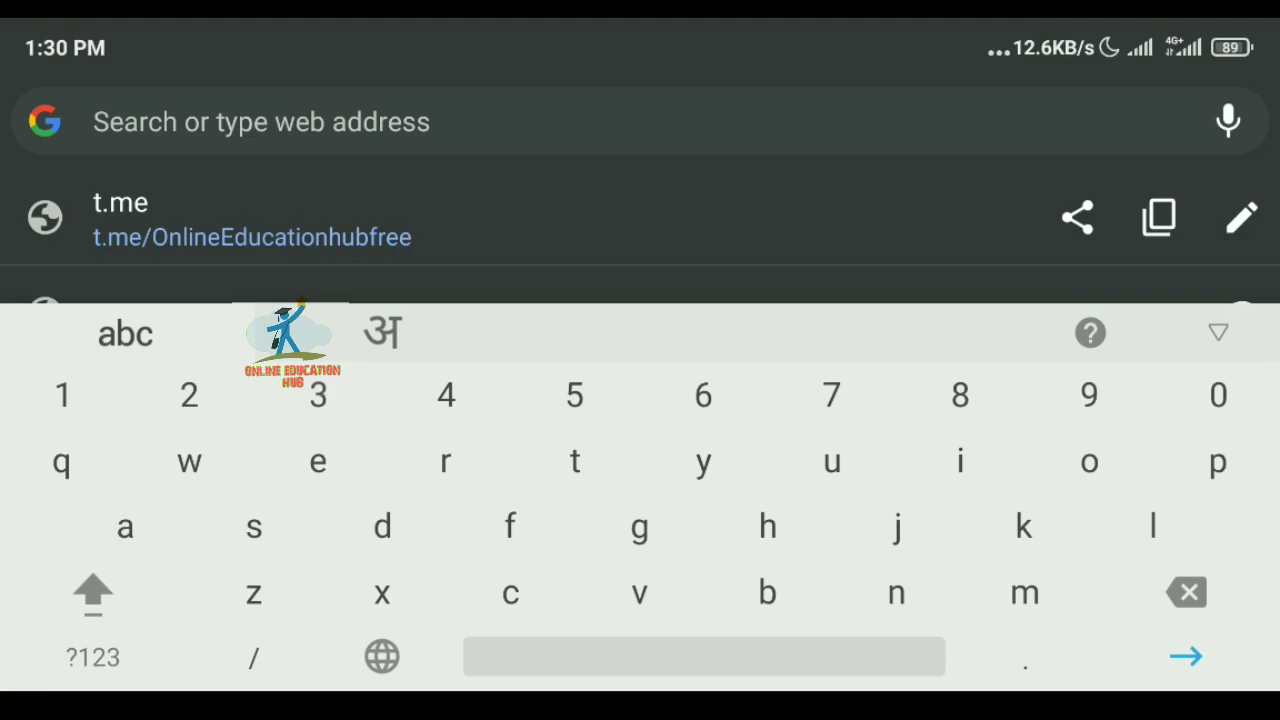 1:30 PM
...12.6KB/s 4G+ 89
Search or type web address
t.me
t.me/OnlineEducationhubfree
abc अ ?
ONLINE EDUCATION
HUB
1 2 3 4 5 6 7 8 9 0
q w e r t y u i o p
a s d f g h j k l
z x c v b n m
?123 / .